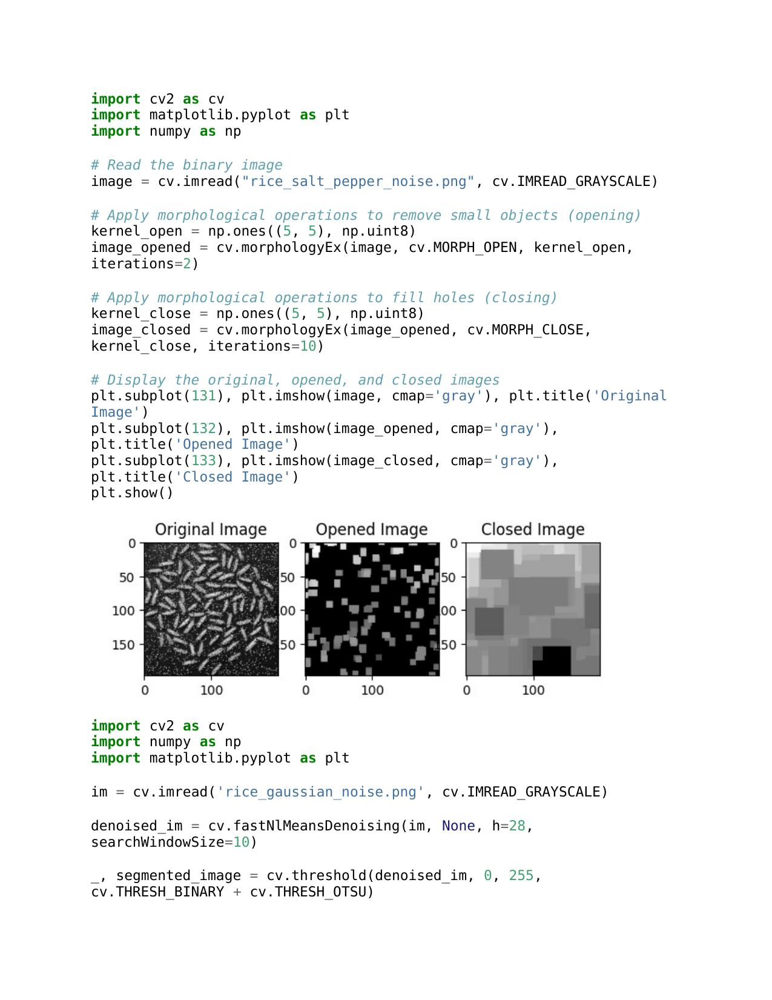 import cv2 as cv
import matplotlib.pyplot as plt
import numpy as np
# Read the binary image
image = cv.imread("rice_salt_pepper_noise.png", cv.IMREAD_GRAYSCALE)
# Apply morphological operations to remove small objects (opening)
kernel_open = np.ones((5, 5), np.uint8)
image_opened = cv.morphologyEx(image, cv.MORPH_OPEN, kernel_open,
iterations=2)
# Apply morphological operations to fill holes (closing)
kernel_close = np.ones((5, 5), np.uint8)
image_closed = cv.morphologyEx(image_opened, cv.MORPH_CLOSE,
kernel_close, iterations=10)
# Display the original, opened, and closed images
plt.subplot(131), plt.imshow(image, cmap='gray'), plt.title('Original
Image')
plt.subplot(132), plt.imshow(image_opened, cmap='gray'),
plt.title('Opened Image')
plt.subplot(133), plt.imshow(image_closed, cmap='gray'),
plt.title('Closed Image')
plt.show()
Original Image Opened Image Closed Image
0 0 0
50 50 50
100 100 100
150 150 150
0 100 0 100 0 100
import cv2 as cv
import numpy as np
import matplotlib.pyplot as plt
im = cv.imread('rice_gaussian_noise.png', cv.IMREAD_GRAYSCALE)
denoised_im = cv.fastNlMeansDenoising(im, None, h=28,
searchWindowSize=10)
_, segmented_image = cv.threshold(denoised_im, 0, 255,
cv.THRESH_BINARY + cv.THRESH_OTSU)